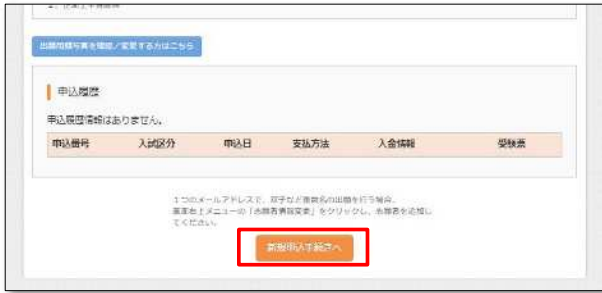 出願用顔写真を確認／変更する方はこちら
申込履歴
申込履歴情報はありません。
申込番号 入試区分 申込日 支払方法 入金情報 受験票
1つのメールアドレスで、双子など複数名の出願を行う場合、
画面右上メニューの「志願者情報変更」をクリックし、志願者を追加し
てください。
新規申込手続きへ